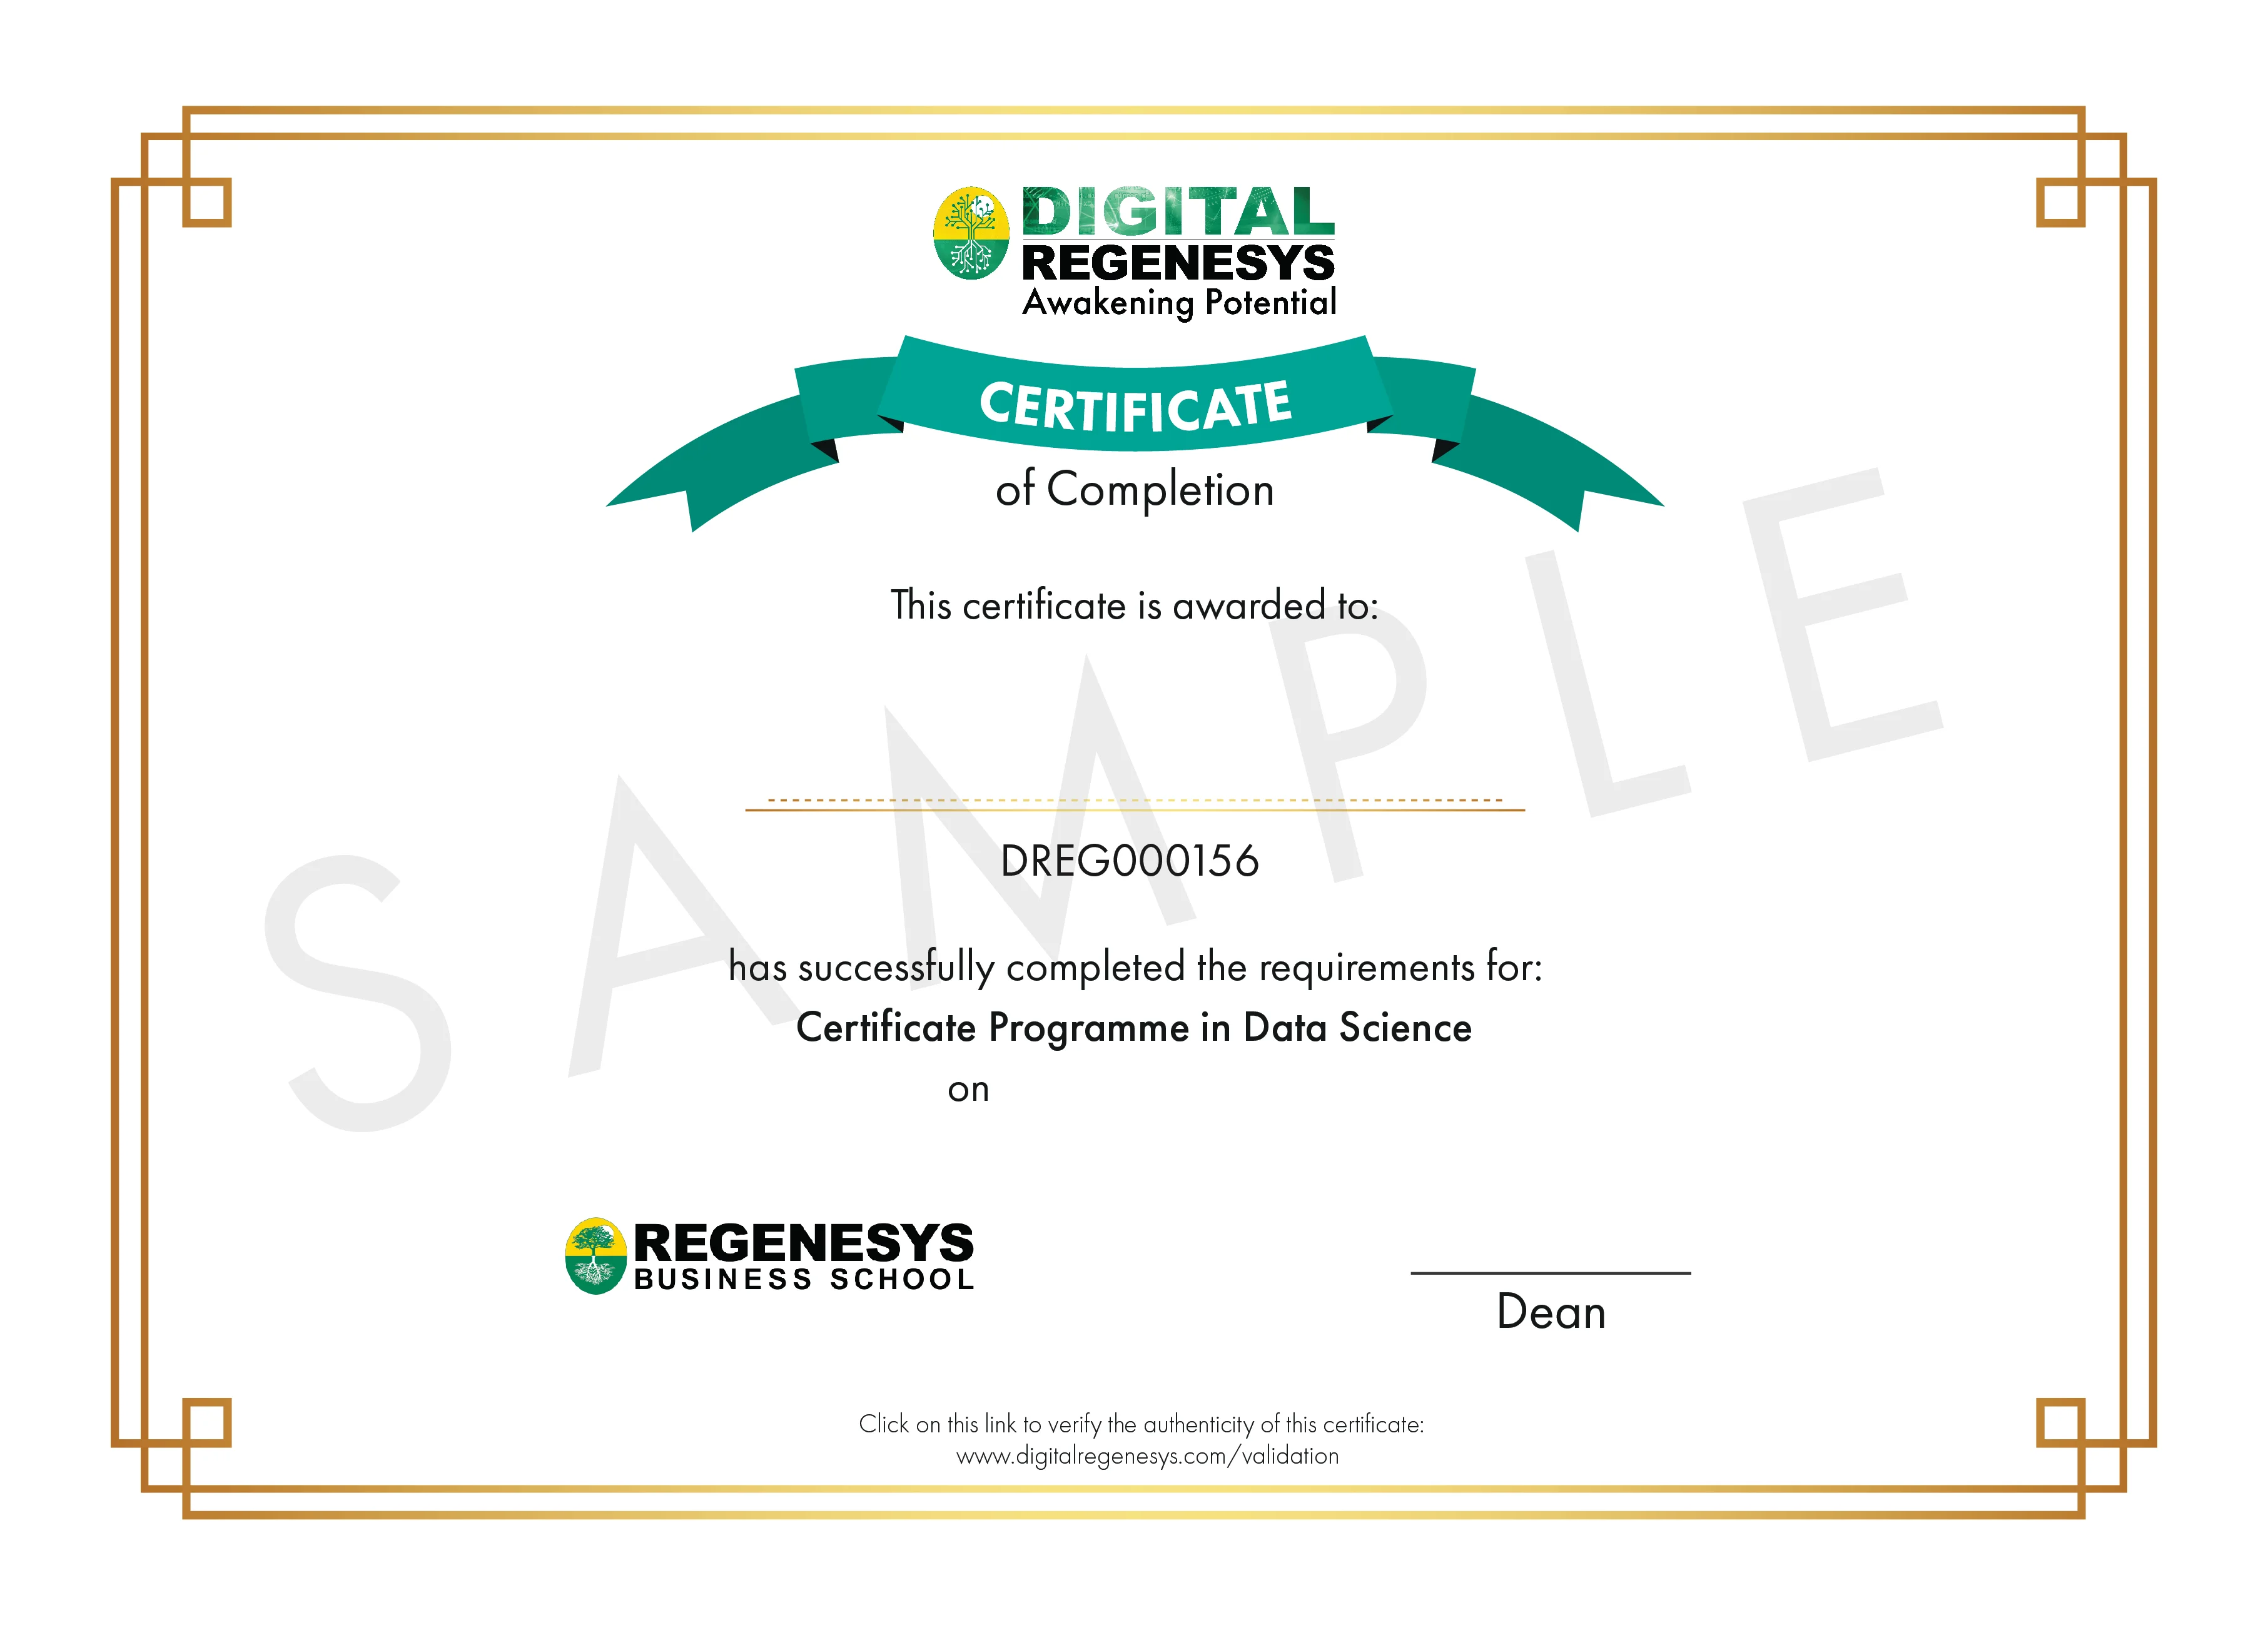 DIGITAL
REGENESYS
Awakening Potential
CERTIFICATE
of Completion
This certificate is awarded to:
SAMPLE
DREG000156
has successfully completed the requirements for:
Certificate Programme in Data Science
on
REGENESYS
BUSINESS SCHOOL
Dean
Click on this link to verify the authenticity of this certificate:
www.digitalregenesys.com/validation